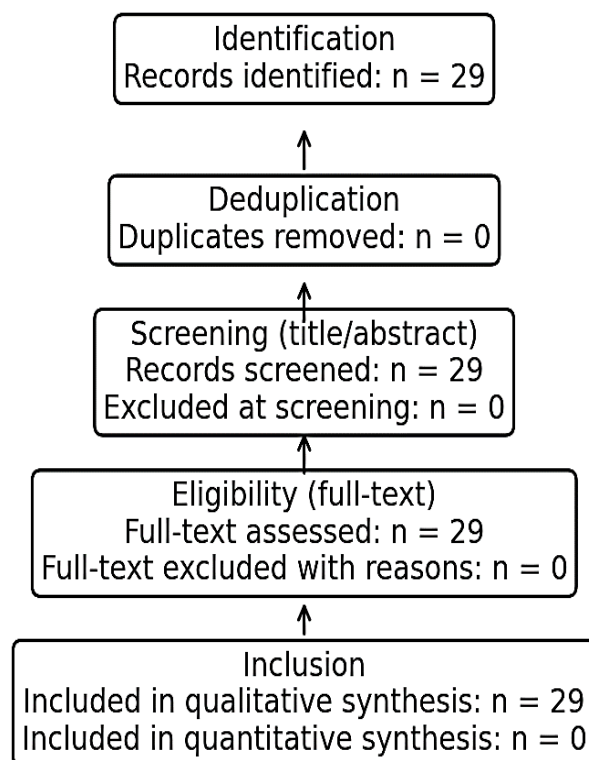 Identification
Records identified: n = 29
Deduplication
Duplicates removed: n = 0
Screening (title/abstract)
Records screened: n = 29
Excluded at screening: n = 0
Eligibility (full-text)
Full-text assessed: n = 29
Full-text excluded with reasons: n = 0
Inclusion
Included in qualitative synthesis: n = 29
Included in quantitative synthesis: n = 0